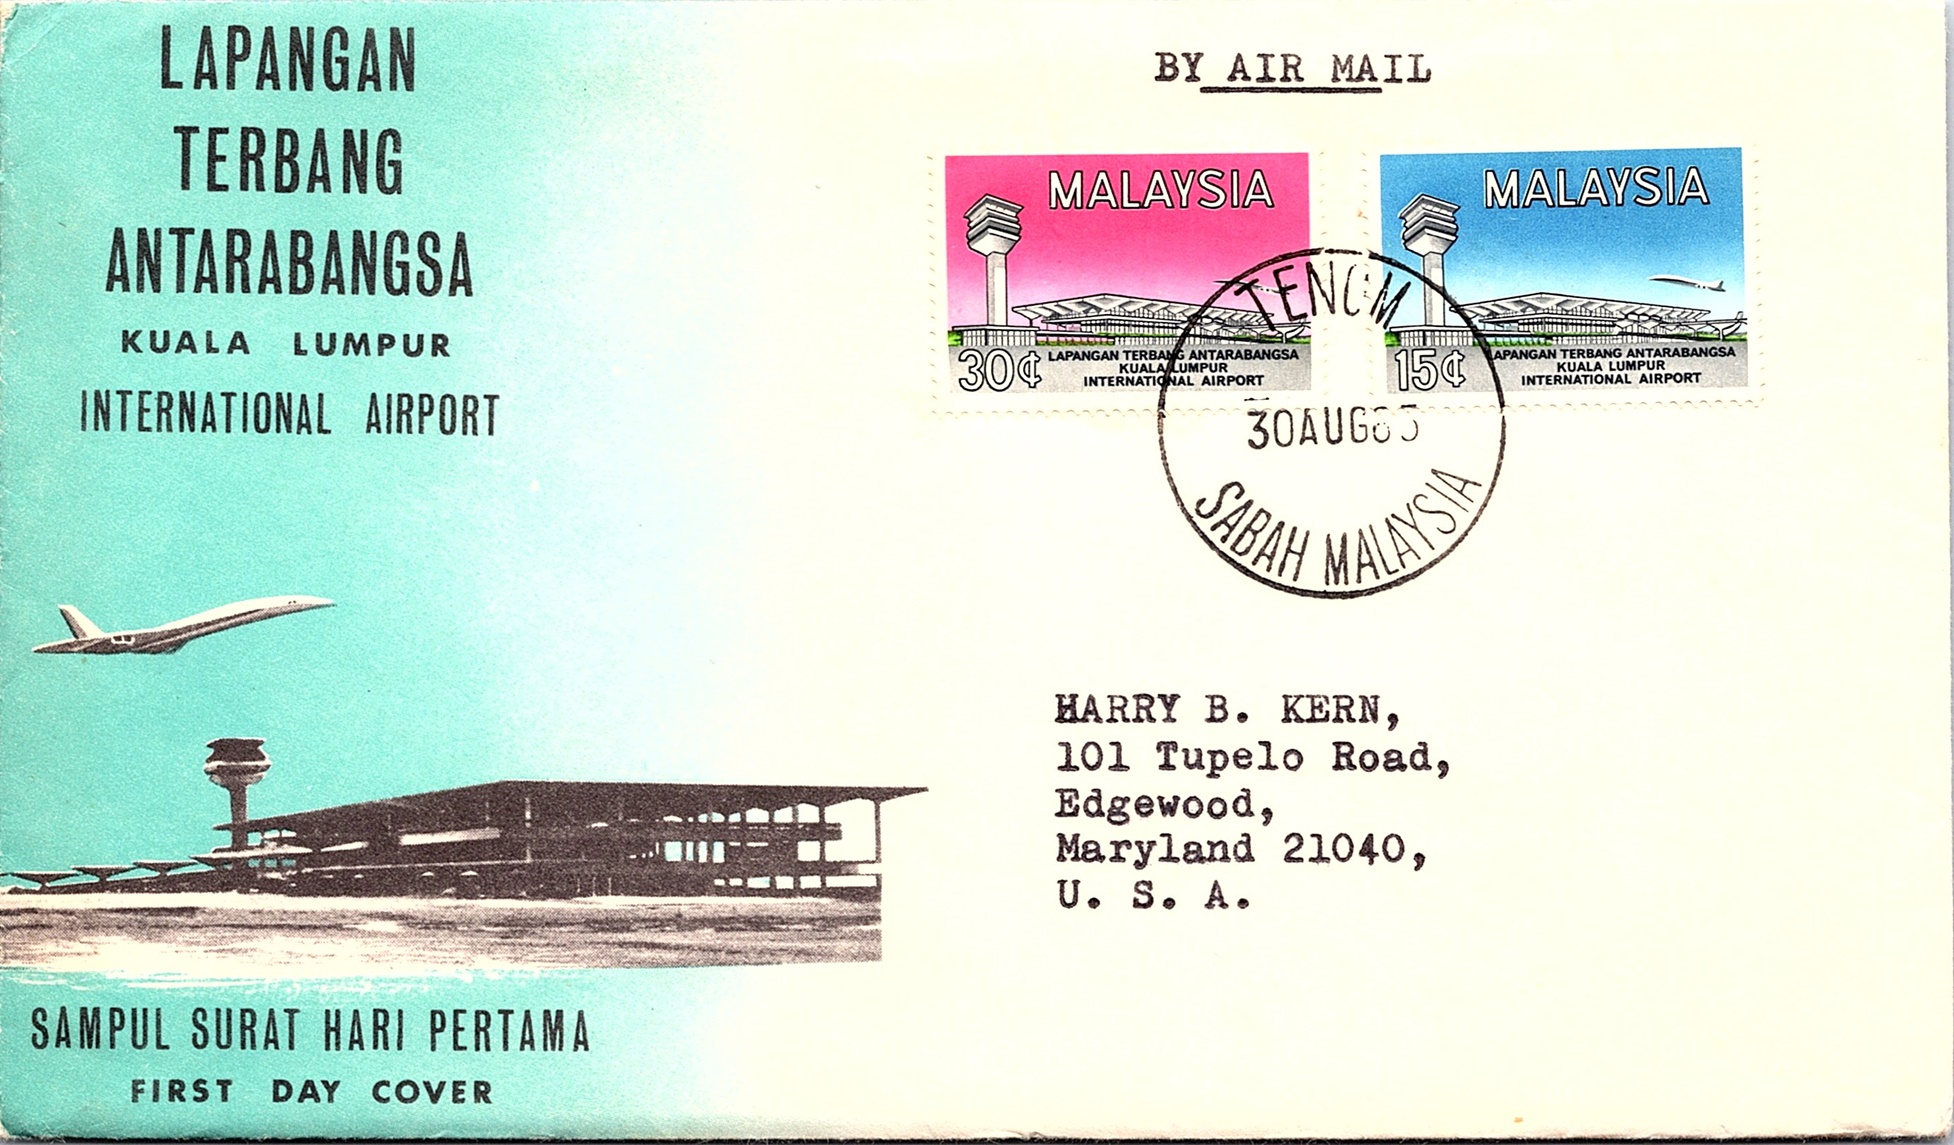 LAPANGAN
TERBANG
ANTARABANGSA
KUALA LUMPUR
INTERNATIONAL AIRPORT
BY AIR MAIL
MALAYSIA
30¢
LAPANGAN TERBANG ANTARABANGSA
KUALA LUMPUR
INTERNATIONAL AIRPORT
MALAYSIA
15¢
LAPANGAN TERBANG ANTARABANGSA
KUALA LUMPUR
INTERNATIONAL AIRPORT
TENOM
30AUG65
SABAH MALAYSIA
HARRY B. KERN,
101 Tupelo Road,
Edgewood,
Maryland 21040,
U. S. A.
SAMPUL SURAT HARI PERTAMA
FIRST DAY COVER